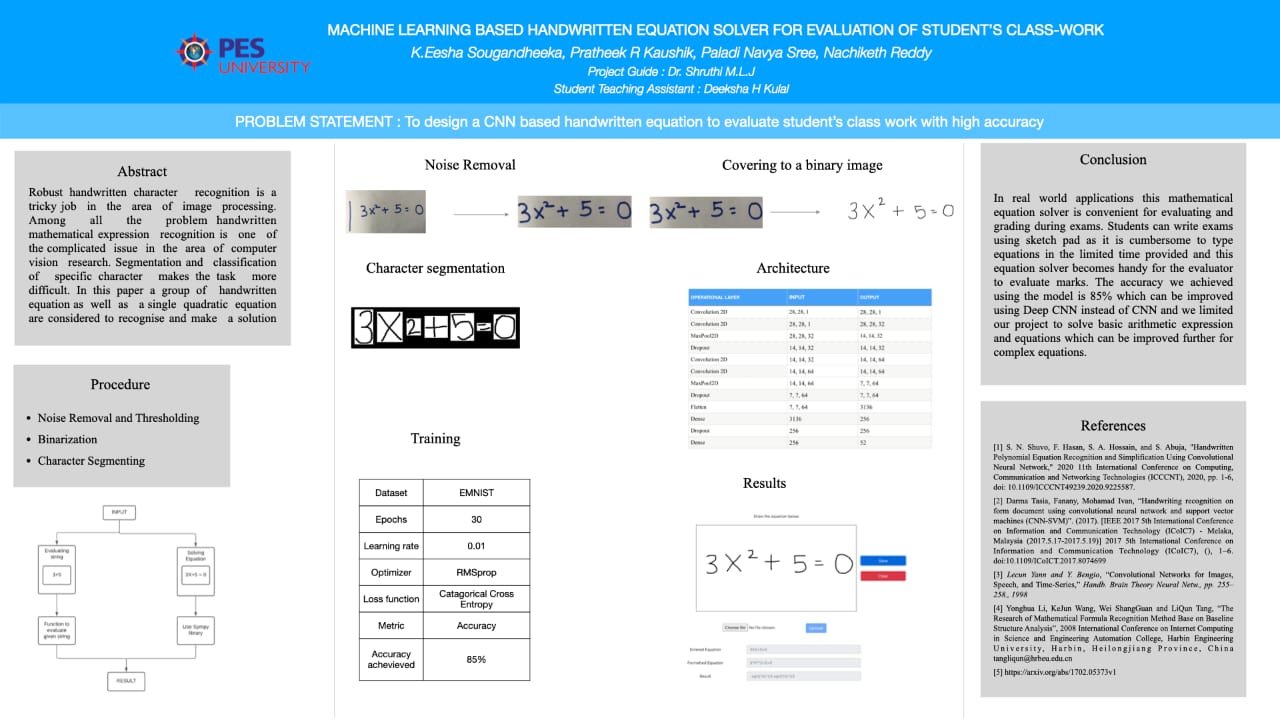 MACHINE LEARNING BASED HANDWRITTEN EQUATION SOLVER FOR EVALUATION OF STUDENT'S CLASS-WORK
K.Eesha Sougandheeka, Pratheek R Kaushik, Paladi Navya Sree, Nachiketh Reddy
Project Guide : Dr. Shruthi M.L.J
Student Teaching Assistant : Deeksha H Kulal
PES
UNIVERSITY
PROBLEM STATEMENT : To design a CNN based handwritten equation to evaluate student's class work with high accuracy
Abstract
Robust handwritten character recognition is a
tricky job in the area of image processing.
Among all the problem handwritten
mathematical expression recognition is one of
the complicated issue in the area of computer
vision research. Segmentation and classification
of specific character makes the task more
difficult. In this paper a group of handwritten
equation as well as a single quadratic equation
are considered to recognise and make a solution
Procedure
• Noise Removal and Thresholding
• Binarization
• Character Segmenting
INPUT
Evaluating
string
3+5
Solving
Equation
2X+5 = 0
Function to
evaluate
given string
Use Sympy
library
RESULT
Noise Removal
3x²+ 5 = 0
3x²+ 5 = 0
Covering to a binary image
3x²+ 5 = 0
3x² + 5 = 0
Character segmentation
3X2+5=0
Training
Dataset EMNIST
Epochs 30
Learning rate 0.01
Optimizer RMSprop
Loss function Catagorical Cross
Entropy
Metric Accuracy
Accuracy
achevieved 85%
Architecture
OPERATIONAL LAYER INPUT OUTPUT
Convolution 2D 28, 28, 1 28, 28, 1
Convolution 2D 28, 28, 1 28, 28, 32
MaxPool2D 28, 28, 32 14, 14, 32
Dropout 14, 14, 32 14, 14, 32
Convolution 2D 14, 14, 32 14, 14, 64
Convolution 2D 14, 14, 64 14, 14, 64
MaxPool2D 14, 14, 64 7, 7, 64
Dropout 7, 7, 64 7, 7, 64
Flatten 7, 7, 64 3136
Dense 3136 256
Dropout 256 256
Dense 256 52
Results
Draw the equation below
3X² + 5 = 0
Choose file No file chosen Upload
Entered Equation
Formatted Equation
Result
Conclusion
In real world applications this mathematical
equation solver is convenient for evaluating and
grading during exams. Students can write exams
using sketch pad as it is cumbersome to type
equations in the limited time provided and this
equation solver becomes handy for the evaluator
to evaluate marks. The accuracy we achieved
using the model is 85% which can be improved
using Deep CNN instead of CNN and we limited
our project to solve basic arithmetic expression
and equations which can be improved further for
complex equations.
References
[1] S. N. Shuvo, F. Hasan, S. A. Hossain, and S. Abuja, "Handwritten
Polynomial Equation Recognition and Simplification Using Convolutional
Neural Network," 2020 11th International Conference on Computing,
Communication and Networking Technologies (ICCCNT), 2020, pp. 1-6,
doi: 10.1109/ICCCNT49239.2020.9225587.
[2] Darma Tasia, Fanany, Mohamad Ivan, "Handwriting recognition on
form document using convolutional neural network and support vector
machines (CNN-SVM)". (2017). [IEEE 2017 5th International Conference
on Information and Communication Technology (ICoIC7) - Melaka,
Malaysia (2017.5.17-2017.5.19)] 2017 5th International Conference on
Information and Communication Technology (ICoIC7), (), 1–6.
doi:10.1109/ICoICT.2017.8074699
[3] Lecun Yann and Y. Bengio, "Convolutional Networks for Images,
Speech, and Time-Series," Handb. Brain Theory Neural Netw., pp. 255–
258., 1998
[4] Yonghua Li, KeJun Wang, Wei ShangGuan and LiQun Tang, "The
Research of Mathematical Formula Recognition Method Base on Baseline
Structure Analysis", 2008 International Conference on Internet Computing
in Science and Engineering Automation College, Harbin Engineering
University, Harbin, Heilongjiang Province, China
tangliqun@hrbeu.edu.cn
[5] https://arxiv.org/abs/1702.05373v1